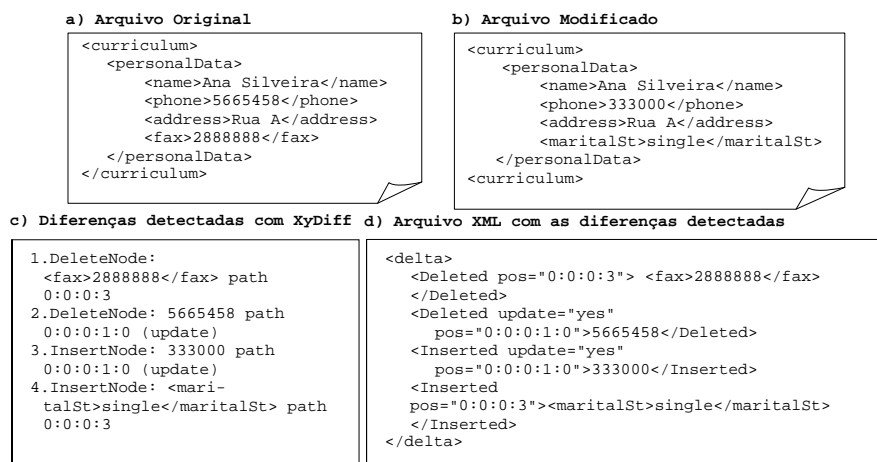 a) Arquivo Original
<curriculum>
<personalData>
<name>Ana Silveira</name>
<phone>5665458</phone>
<address>Rua A</address>
<fax>2888888</fax>
</personalData>
</curriculum>
b) Arquivo Modificado
<curriculum>
<personalData>
<name>Ana Silveira</name>
<phone>333000</phone>
<address>Rua A</address>
<maritalSt>single</maritalSt>
</personalData>
<curriculum>
c) Diferenças detectadas com XyDiff
1.DeleteNode:
<fax>2888888</fax> path
0:0:0:3
2.DeleteNode: 5665458 path
0:0:0:1:0 (update)
3.InsertNode: 333000 path
0:0:0:1:0 (update)
4.InsertNode: <mari-
talSt>single</maritalSt> path
0:0:0:3
d) Arquivo XML com as diferenças detectadas
<delta>
<Deleted pos="0:0:0:3"> <fax>2888888</fax>
</Deleted>
<Deleted update="yes"
pos="0:0:0:1:0">5665458</Deleted>
<Inserted update="yes"
pos="0:0:0:1:0">333000</Inserted>
<Inserted
pos="0:0:0:3"><maritalSt>single</maritalSt>
</Inserted>
</delta>